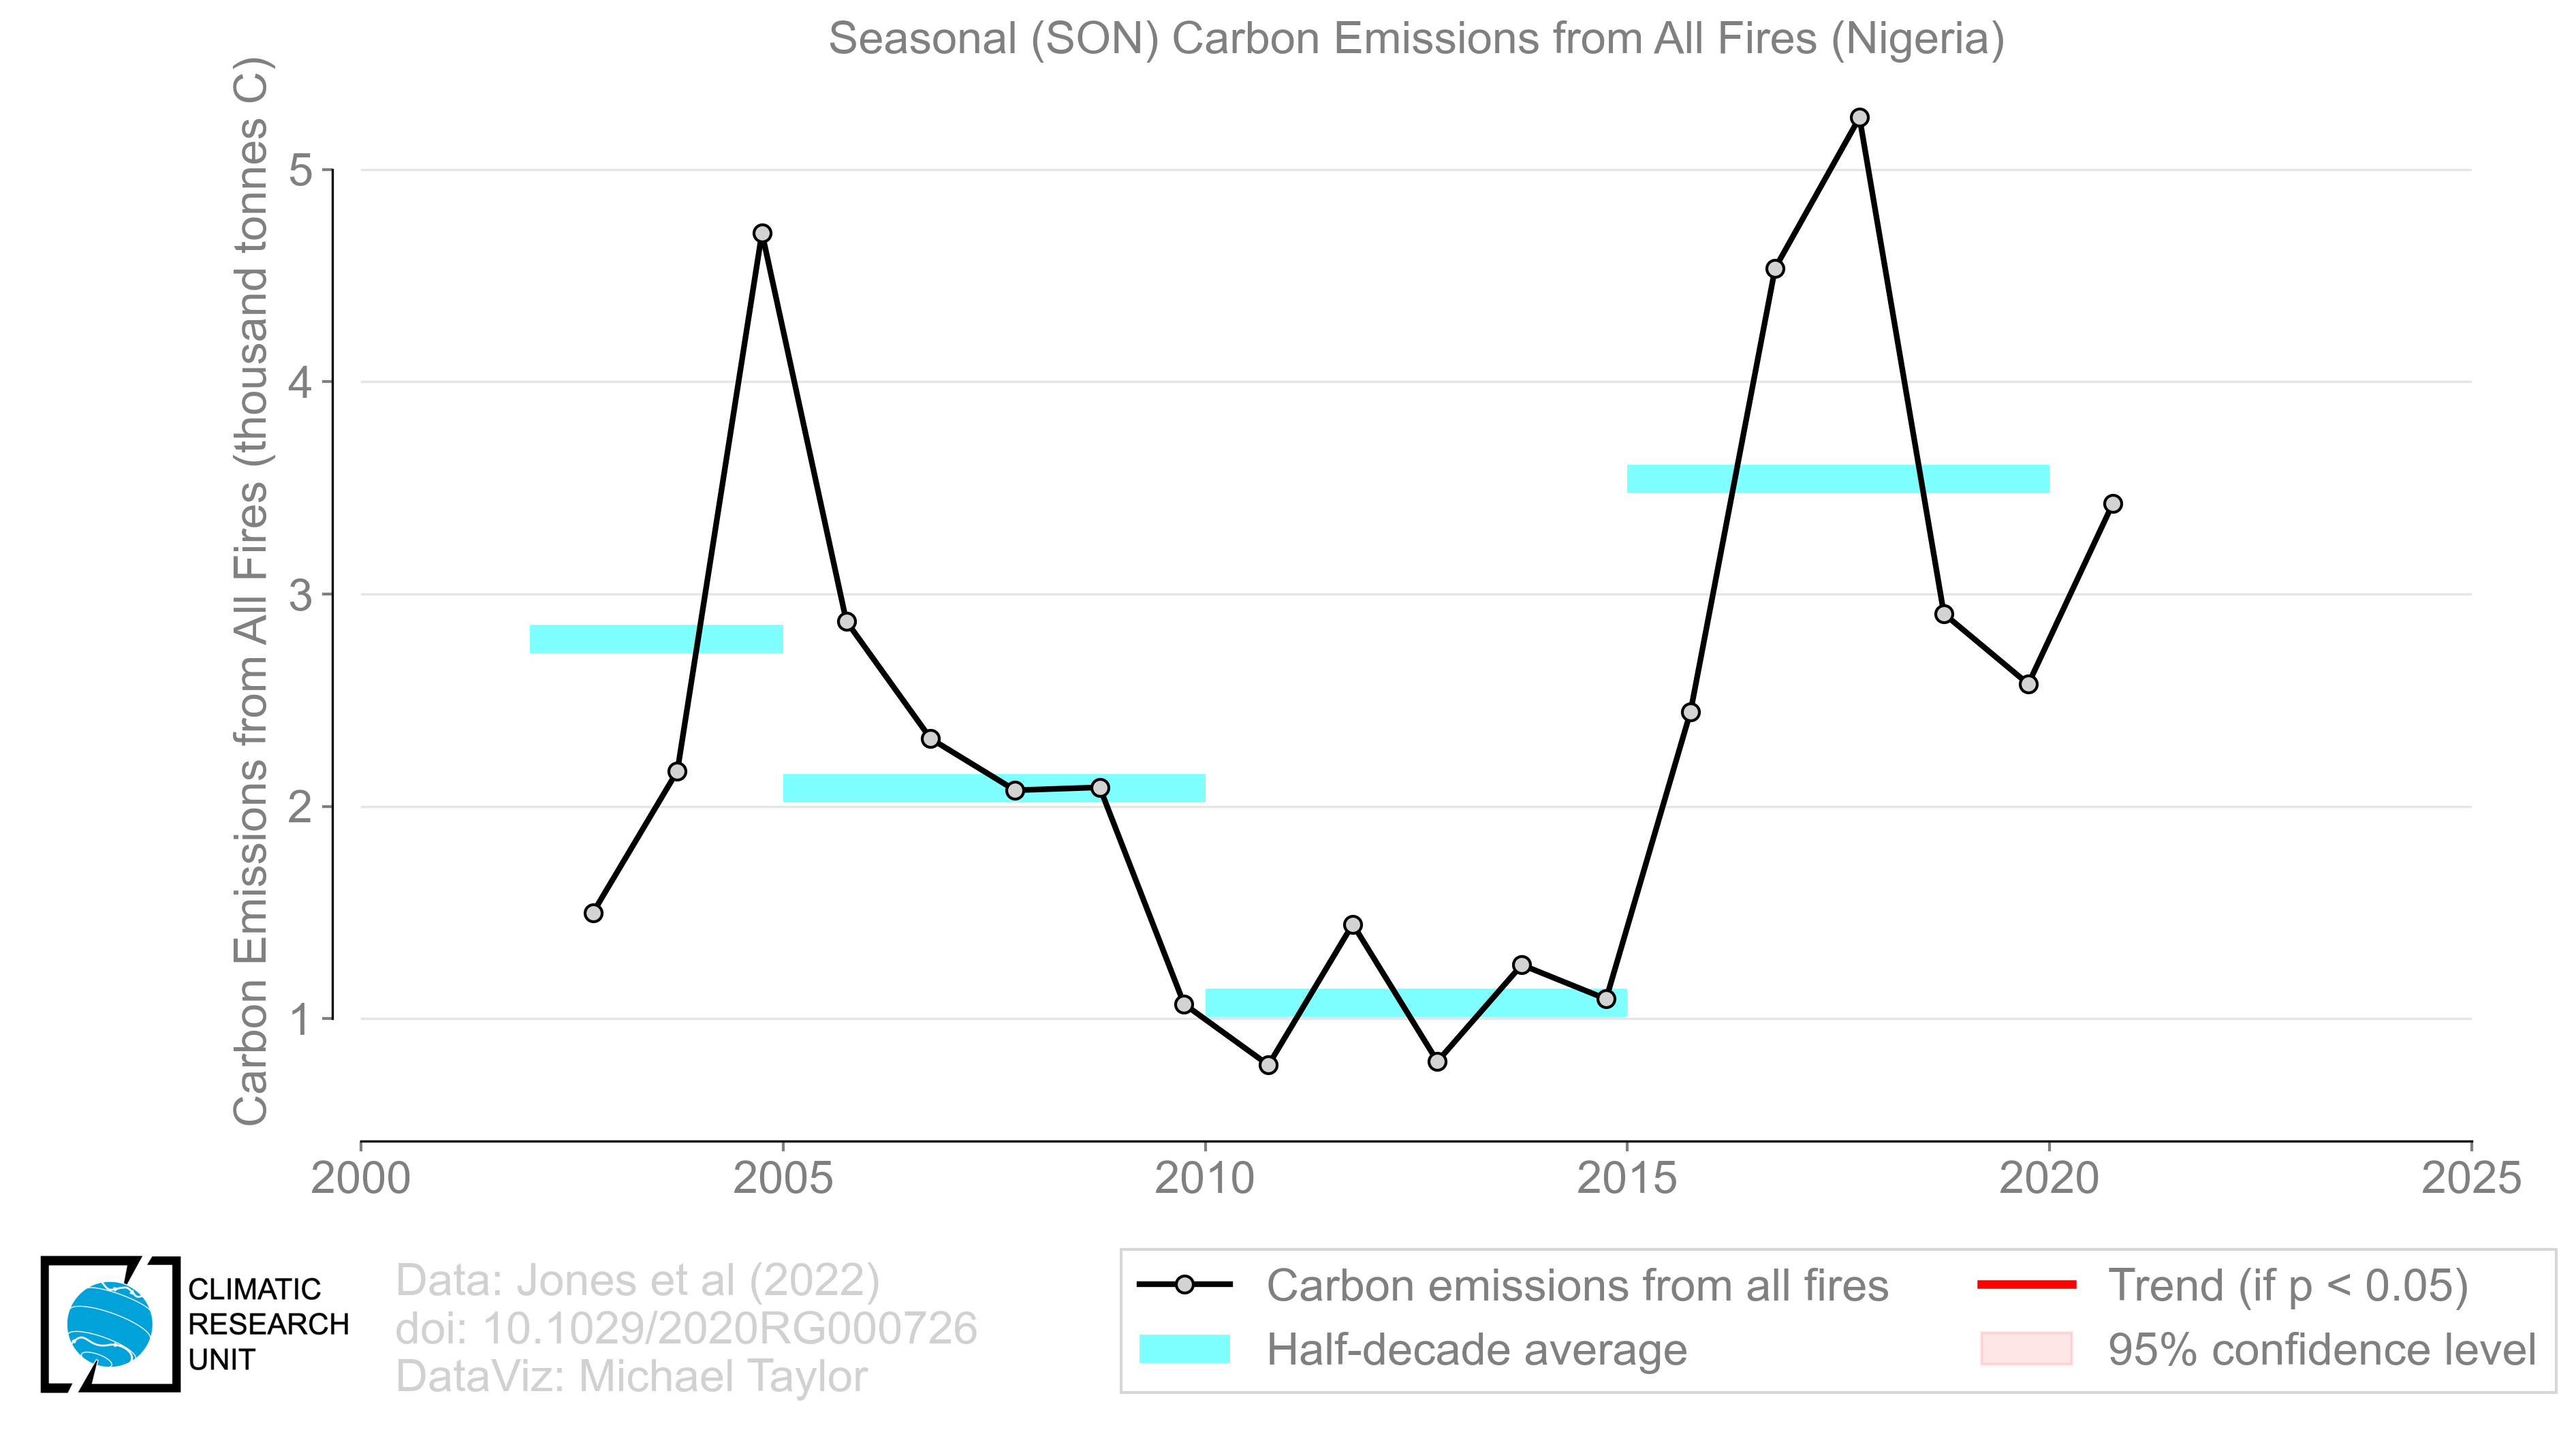 Seasonal (SON) Carbon Emissions from All Fires (Nigeria)
Carbon Emissions from All Fires (thousand tonnes C)
5
4
3
2
1
2000 2005 2010 2015 2020 2025
CLIMATIC
RESEARCH
UNIT
Data: Jones et al (2022)
doi: 10.1029/2020RG000726
DataViz: Michael Taylor
Carbon emissions from all fires
Half-decade average
Trend (if p < 0.05)
95% confidence level